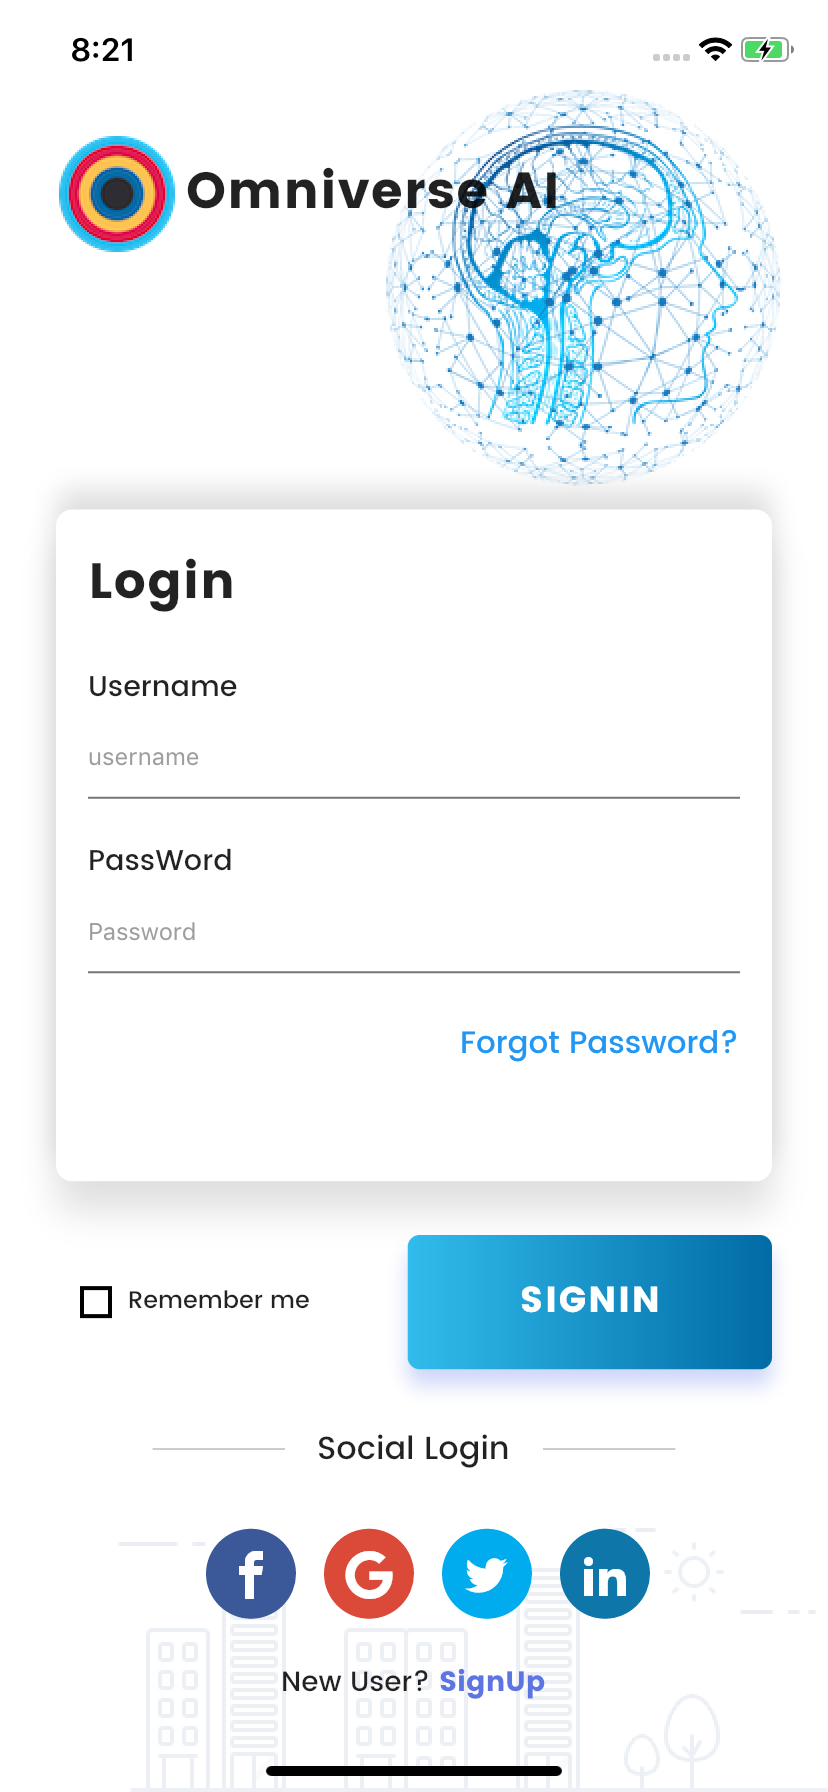 8:21
Omniverse AI
Login
Username
username
PassWord
Password
Forgot Password?
Remember me
SIGNIN
Social Login
New User? SignUp